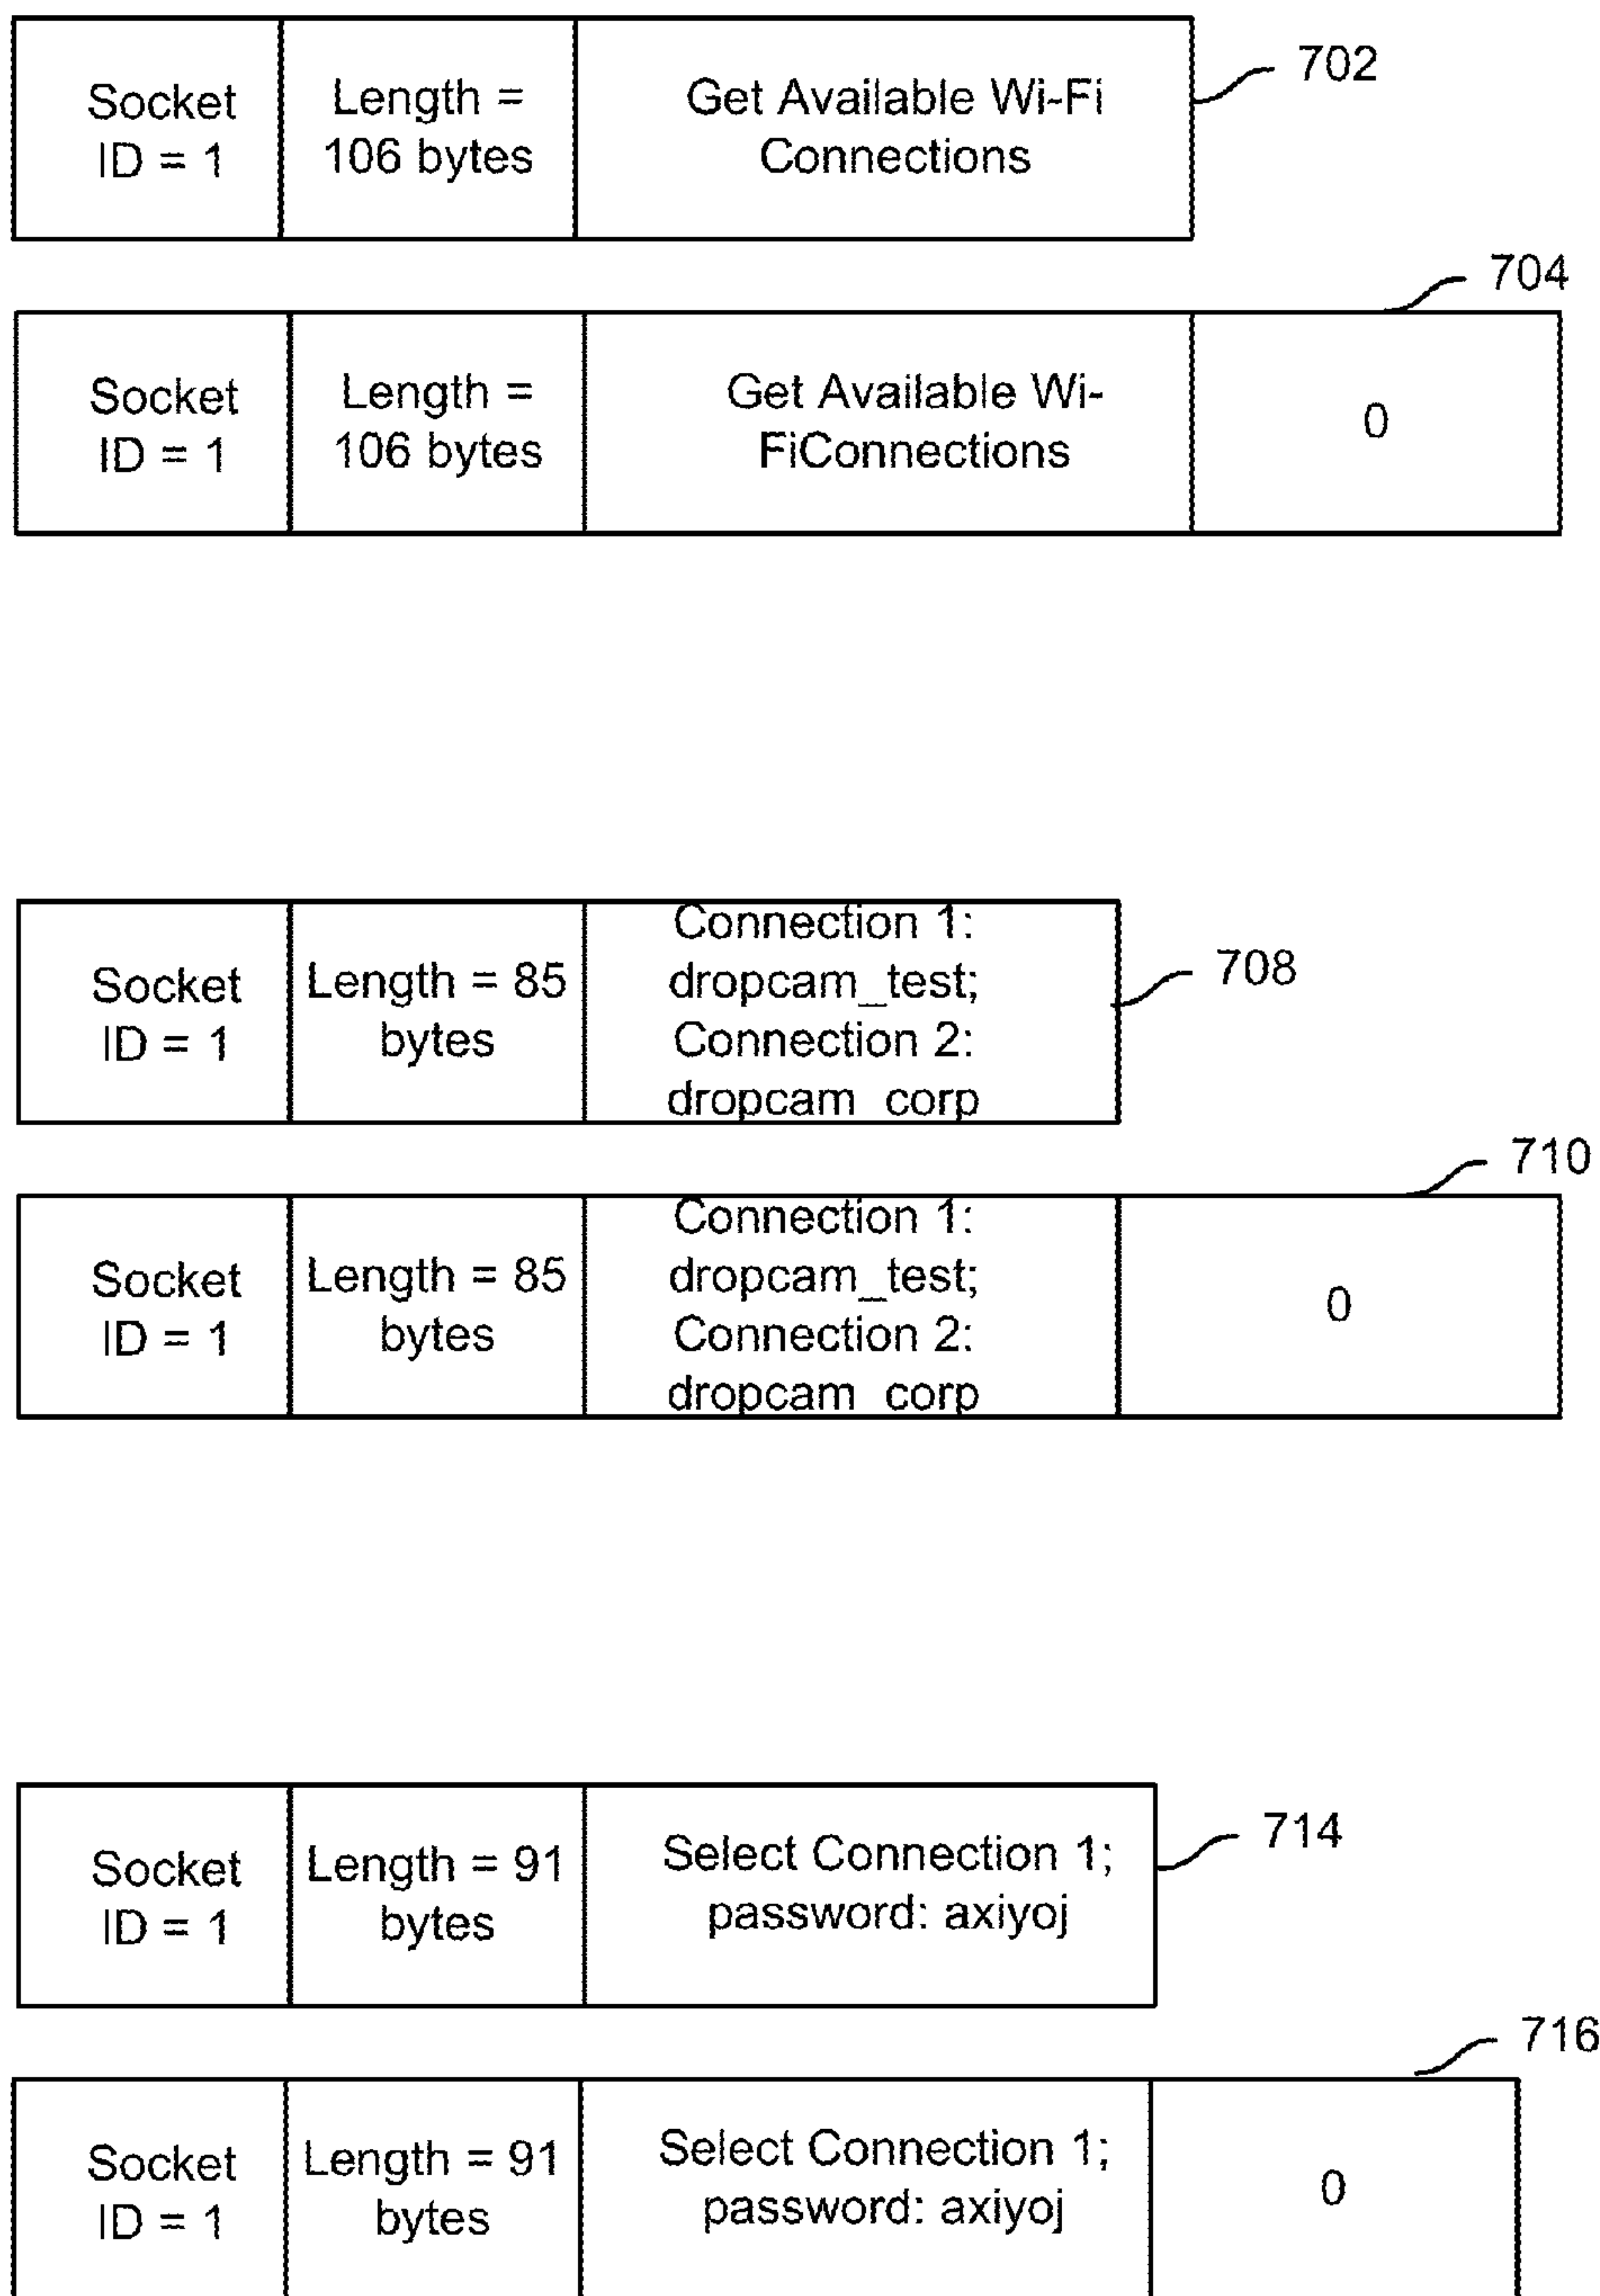 Socket
ID = 1
Length =
106 bytes
Get Available Wi-Fi
Connections
702
704
Socket
ID = 1
Length =
106 bytes
Get Available Wi-
FiConnections
0
Socket
ID = 1
Length = 85
bytes
Connection 1:
dropcam_test;
Connection 2:
dropcam_corp
708
710
Socket
ID = 1
Length = 85
bytes
Connection 1:
dropcam_test;
Connection 2:
dropcam_corp
0
Socket
ID = 1
Length = 91
bytes
Select Connection 1;
password: axiyoj
714
716
Socket
ID = 1
Length = 91
bytes
Select Connection 1;
password: axiyoj
0